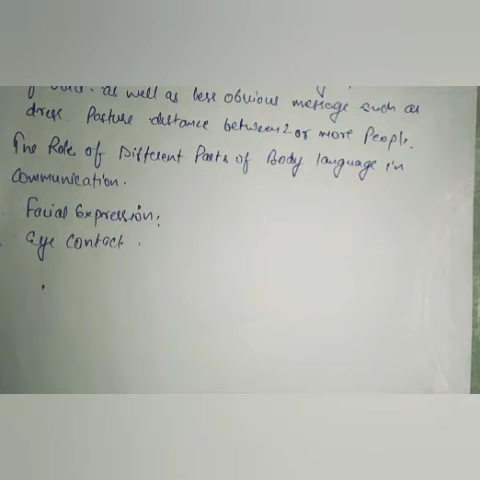 as well as less obvious message such as
dress. Posture distance between 2 or more People.
The Role of Different Parts of Body language in
Communication.
Facial Expression:
Eye Contact.